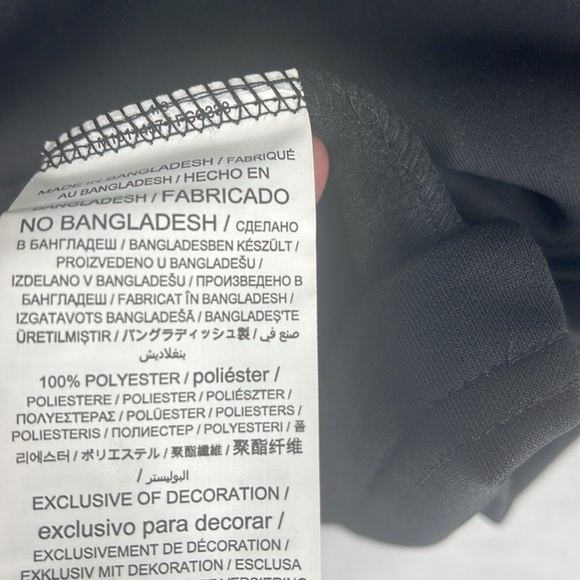 MADE IN BANGLADESH / FABRIQUÉ
AU BANGLADESH / HECHO EN
BANGLADESH / FABRICADO
NO BANGLADESH / СДЕЛАНО
В БАНГЛАДЕШ / BANGLADESBEN KÉSZÜLT /
PROIZVEDENO U BANGLADEŠU /
IZDELANO V BANGLADEŠU / ПРОИЗВЕДЕНО В
БАНГЛАДЕШ / FABRICAT ÎN BANGLADESH /
IZGATAVOTS BANGLADEŠĀ / BANGLADEŞ'TE
ÜRETILMIŞTIR / バングラディッシュ製 / صنع في
بنغلاديش
100% POLYESTER / poliéster /
POLIESTERE / POLIESTER / POLIÉSZTER /
ΠΟΛΥΕΣΤΕΡΑΣ / POLÜESTER / POLIESTERS /
POLIESTERIS / ПОЛИЕСТЕР / POLYESTERI / 폴
리에스터 / ポリエステル / 聚酯纖維 / 聚酯纤维
/ البوليستر /
EXCLUSIVE OF DECORATION /
exclusivo para decorar /
EXCLUSIVEMENT DE DÉCORATION /
EXKLUSIV MIT DEKORATION / ESCLUSA